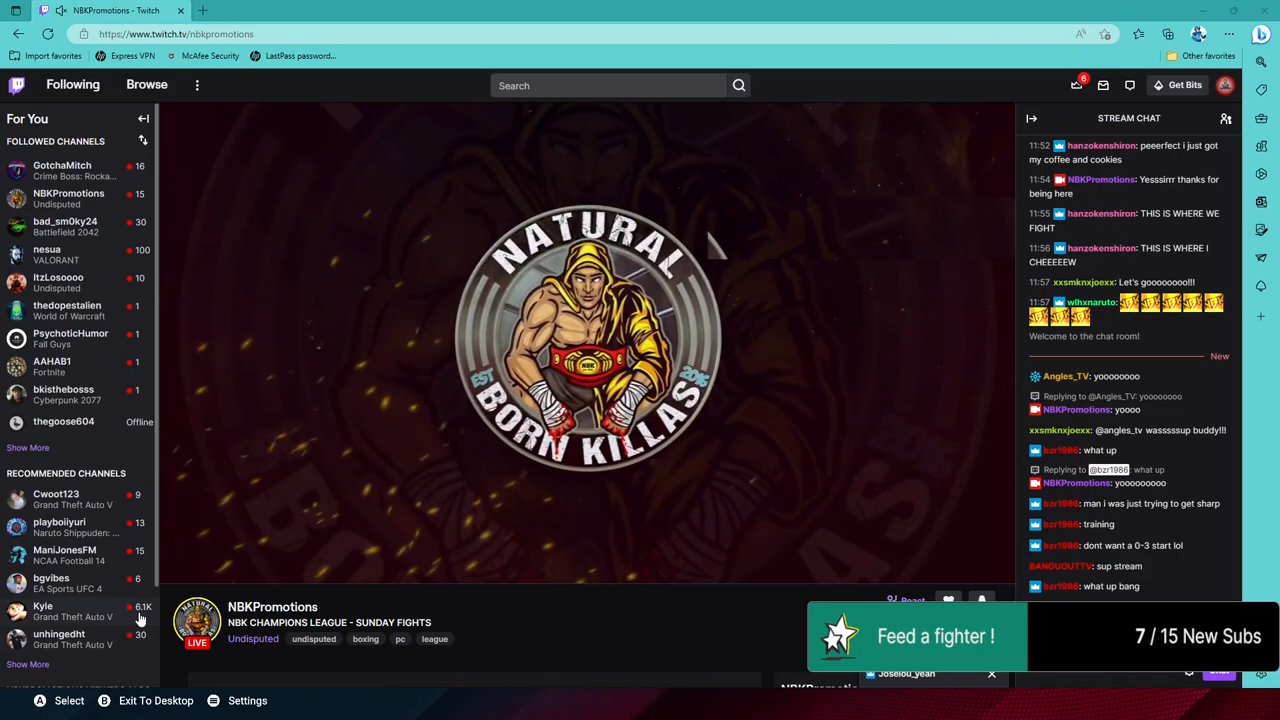 NBKPromotions - Twitch
https://www.twitch.tv/nbkpromotions
Import favorites
Express VPN
McAfee Security
LastPass password...
Other favorites
Following
Browse
Search
6
Get Bits
For You
FOLLOWED CHANNELS
GotchaMitch
16
Crime Boss: Rocka...
NBKPromotions
15
Undisputed
bad_sm0ky24
30
Battlefield 2042
nesua
100
VALORANT
ItzLosoooo
10
Undisputed
thedopestalien
1
World of Warcraft
PsychoticHumor
1
Fall Guys
AAHAB1
1
Fortnite
bkisthebosss
1
Cyberpunk 2077
thegoose604
Offline
Show More
RECOMMENDED CHANNELS
Cwoot123
9
Grand Theft Auto V
playboiiyuri
13
Naruto Shippuden: ...
ManiJonesFM
15
NCAA Football 14
bgvibes
6
EA Sports UFC 4
Kyle
6.1K
Grand Theft Auto V
unhingedht
30
Grand Theft Auto V
Show More
NATURAL
NBK
EST
2016
BORN KILLAS
LIVE
NBKPromotions
NBK CHAMPIONS LEAGUE - SUNDAY FIGHTS
Undisputed
undisputed
boxing
pc
league
React
STREAM CHAT
11:52 hanzokenshiron: peeerfect i just got
my coffee and cookies
11:54 NBKPromotions: Yesssirrr thanks for
being here
11:55 hanzokenshiron: THIS IS WHERE WE
FIGHT
11:56 hanzokenshiron: THIS IS WHERE I
CHEEEEEW
11:57 xxsmknxjoexx: Let's gooooooo!!!
11:57 wlhxnaruto:
Welcome to the chat room!
New
Angles_TV: yoooooooo
Replying to @Angles_TV: yoooooooo
NBKPromotions: yoooo
xxsmknxjoexx: @angles_tv wasssssup buddy!!!
bzr1986: what up
Replying to @bzr1986: what up
NBKPromotions: yooooooooo
bzr1986: man i was just trying to get sharp
bzr1986: training
bzr1986: dont want a 0-3 start lol
BANGUOUTTV: sup stream
bzr1986: what up bang
Feed a fighter !
7 / 15 New Subs
Joselou_yeah
Chat
A Select
B Exit To Desktop
Settings